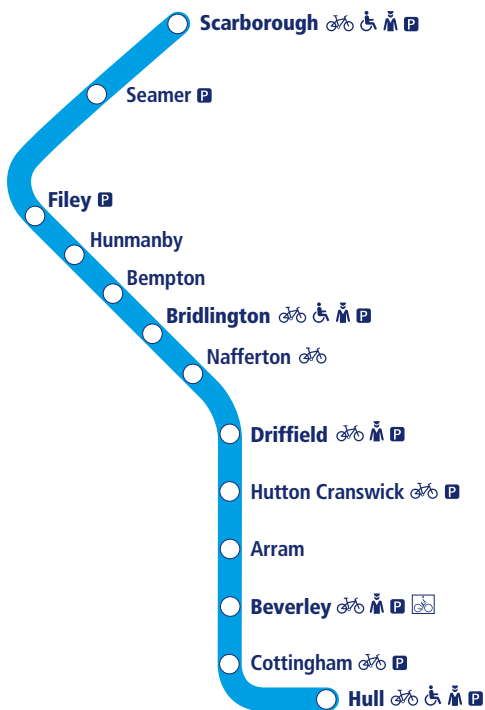 Scarborough P
Seamer P
Filey P
Hunmanby
Bempton
Bridlington P
Nafferton
Driffield P
Hutton Cranswick P
Arram
Beverley P
Cottingham P
Hull P